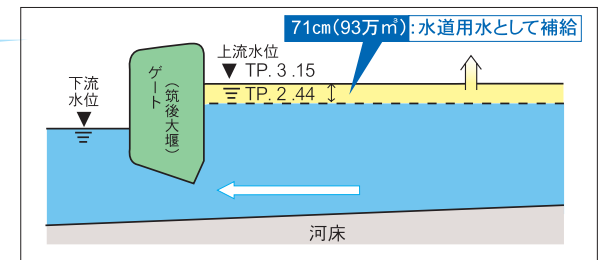 71cm(93万㎥):水道用水として補給
上流水位
▼ TP. 3 .15
TP. 2 .44
下流
水位
ゲート
(筑後大堰)
河床